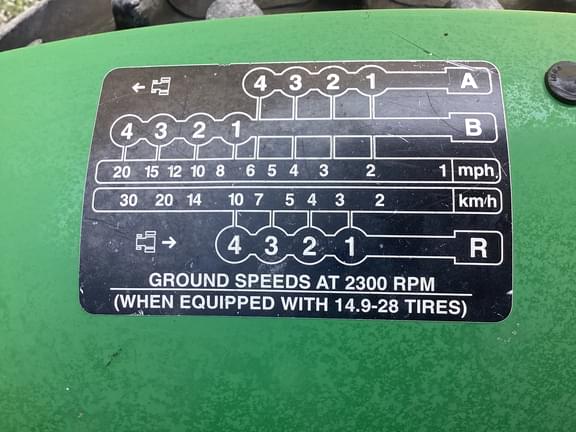 ← 4 3 2 1 A
4 3 2 1 B
20 15 12 10 8 6 5 4 3 2 1 mph.
30 20 14 10 7 5 4 3 2 km/h
→ 4 3 2 1 R
GROUND SPEEDS AT 2300 RPM
(WHEN EQUIPPED WITH 14.9-28 TIRES)